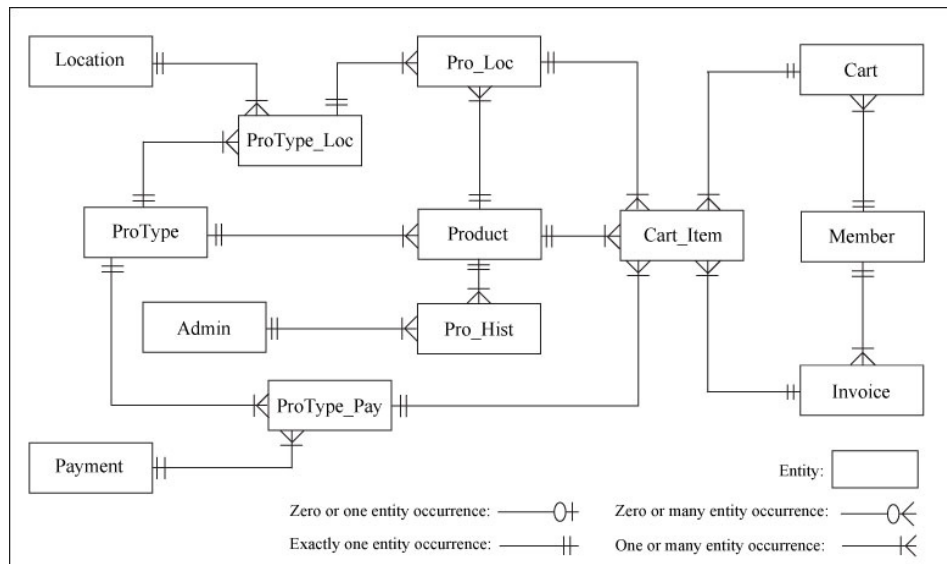 Location
Pro_Loc
Cart
ProType_Loc
ProType
Product
Cart_Item
Member
Admin
Pro_Hist
ProType_Pay
Invoice
Payment
Entity:
Zero or one entity occurrence:
Zero or many entity occurrence:
Exactly one entity occurrence:
One or many entity occurrence: